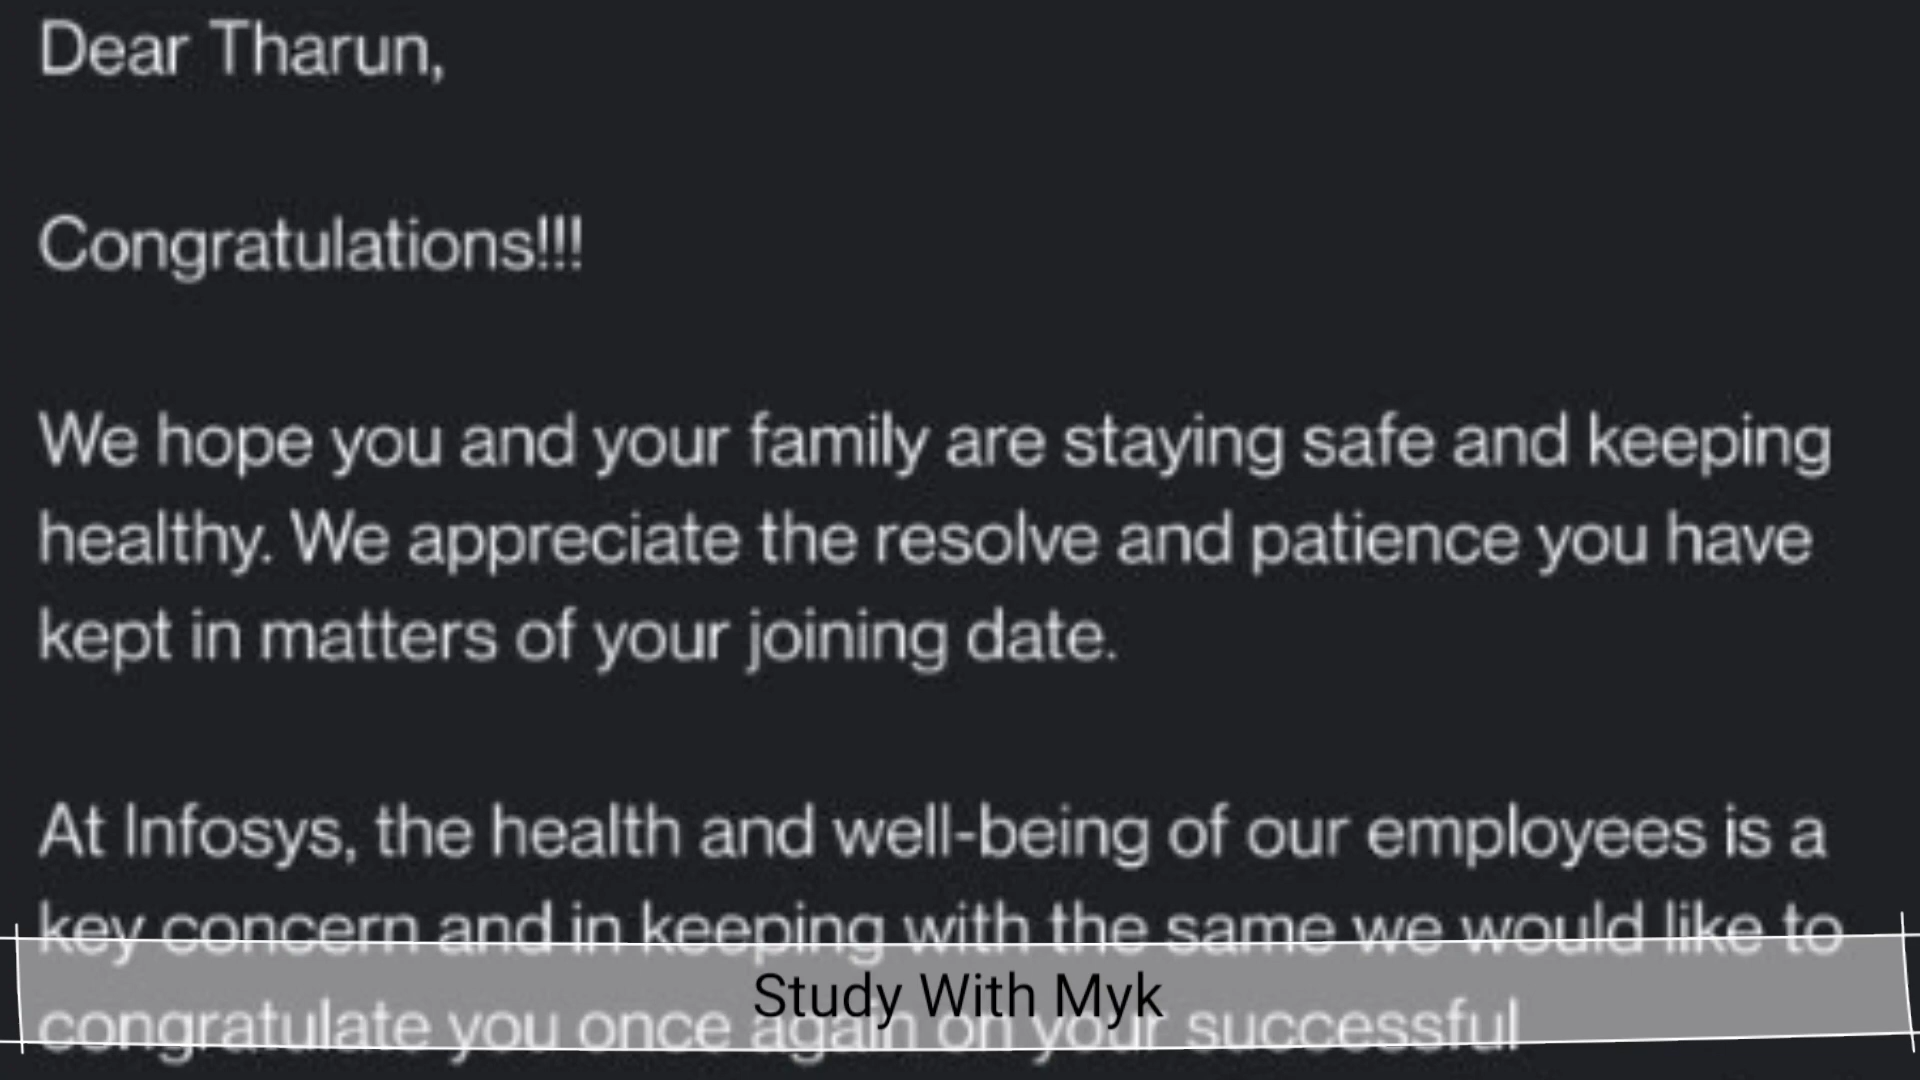 Dear Tharun,
Congratulations!!!
We hope you and your family are staying safe and keeping
healthy. We appreciate the resolve and patience you have
kept in matters of your joining date.
At Infosys, the health and well-being of our employees is a
key concern and in keeping with the same we would like to
Study With Myk
congratulate you once again on your successful